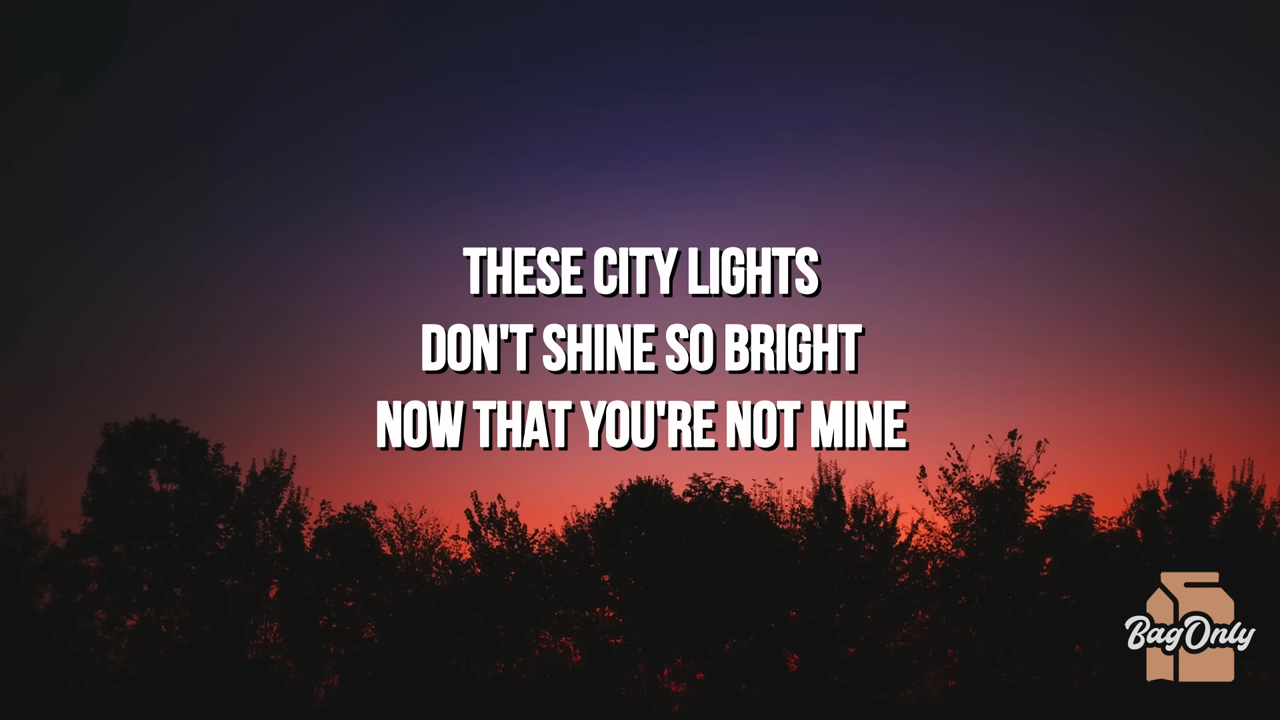 THESE CITY LIGHTS
DON'T SHINE SO BRIGHT
NOW THAT YOU'RE NOT MINE
BagOnly